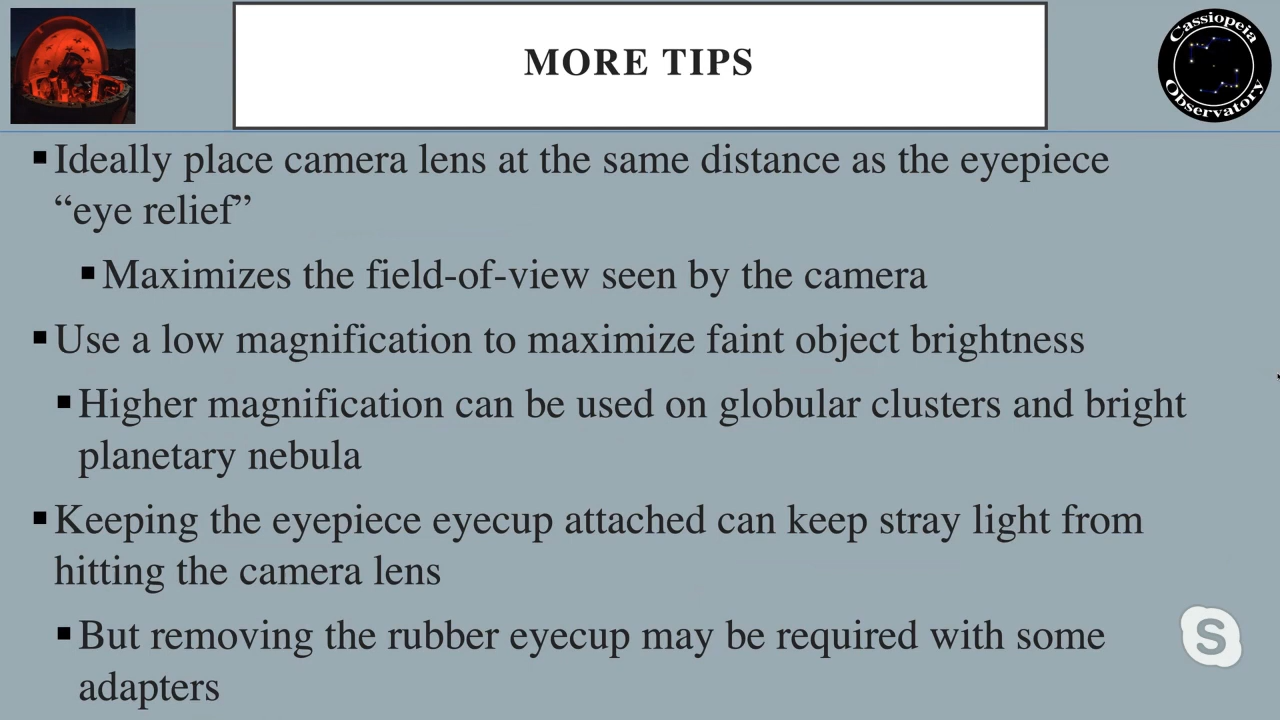 MORE TIPS
Cassiopeia
Observatory
▪Ideally place camera lens at the same distance as the eyepiece
“eye relief”
▪Maximizes the field-of-view seen by the camera
▪Use a low magnification to maximize faint object brightness
▪Higher magnification can be used on globular clusters and bright
planetary nebula
▪Keeping the eyepiece eyecup attached can keep stray light from
hitting the camera lens
▪But removing the rubber eyecup may be required with some
adapters
S